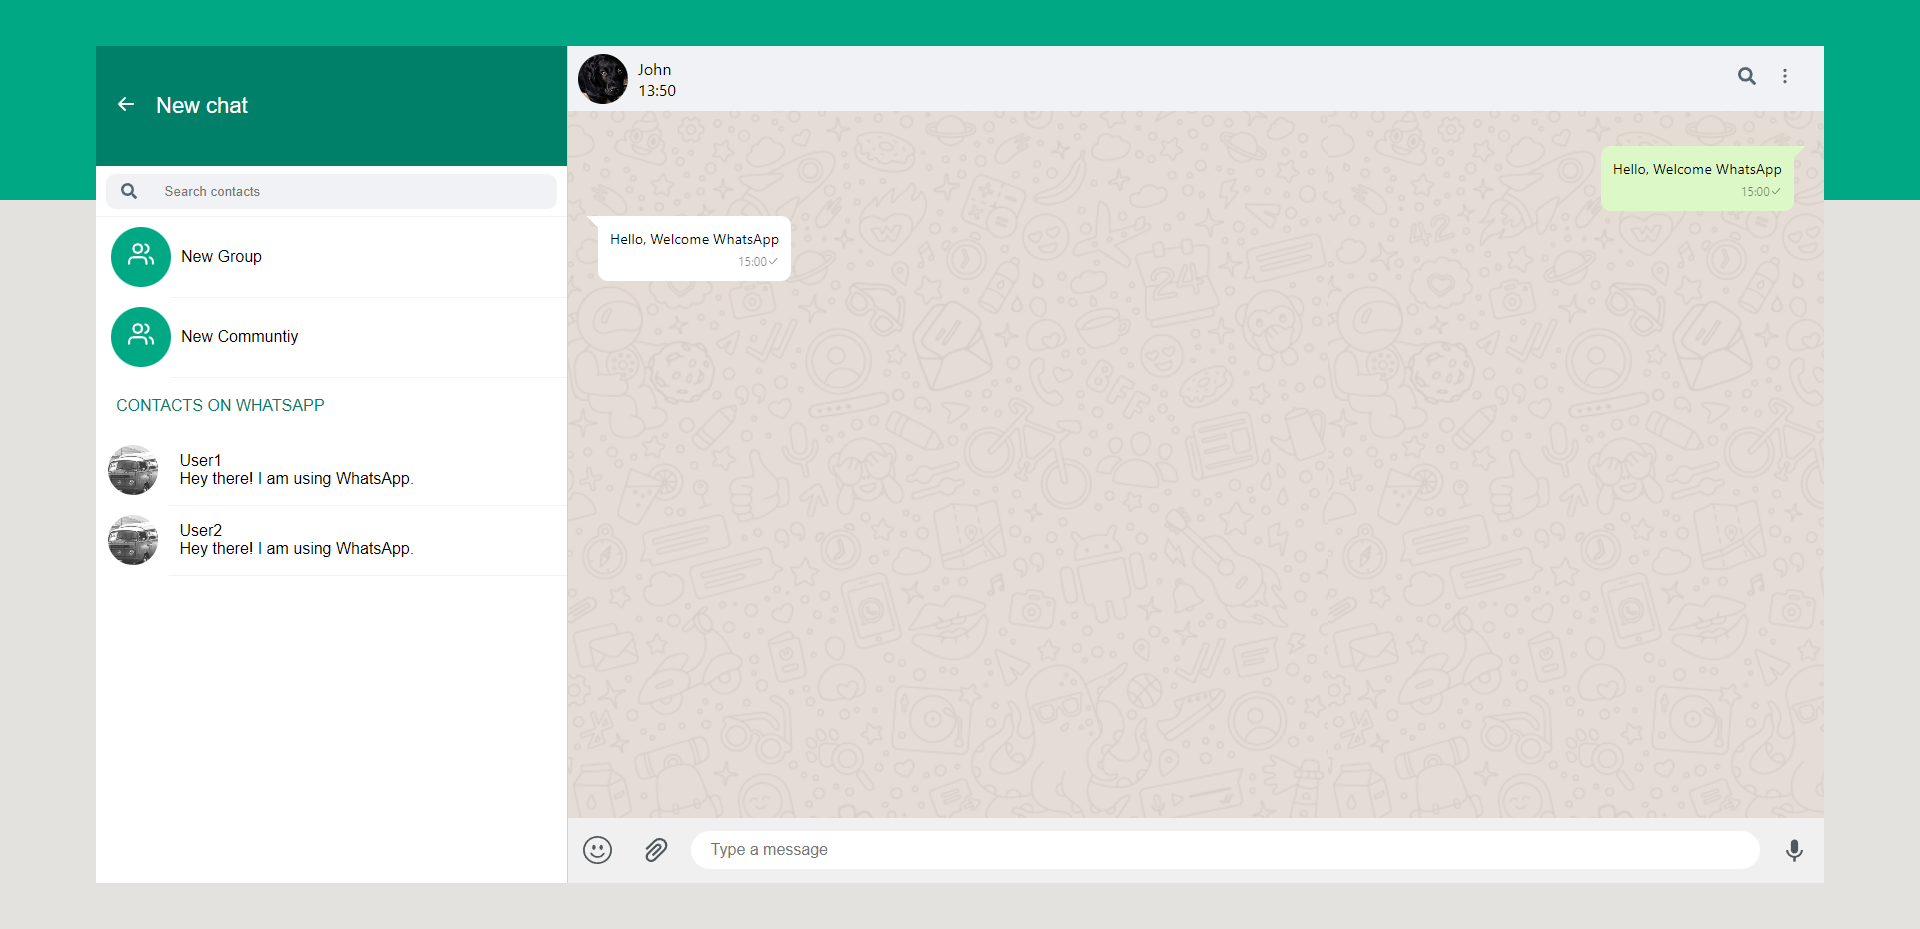 New chat
Search contacts
New Group
New Communtiy
CONTACTS ON WHATSAPP
User1
Hey there! I am using WhatsApp.
User2
Hey there! I am using WhatsApp.
John
13:50
Hello, Welcome WhatsApp
15:00
Hello, Welcome WhatsApp
15:00
Type a message